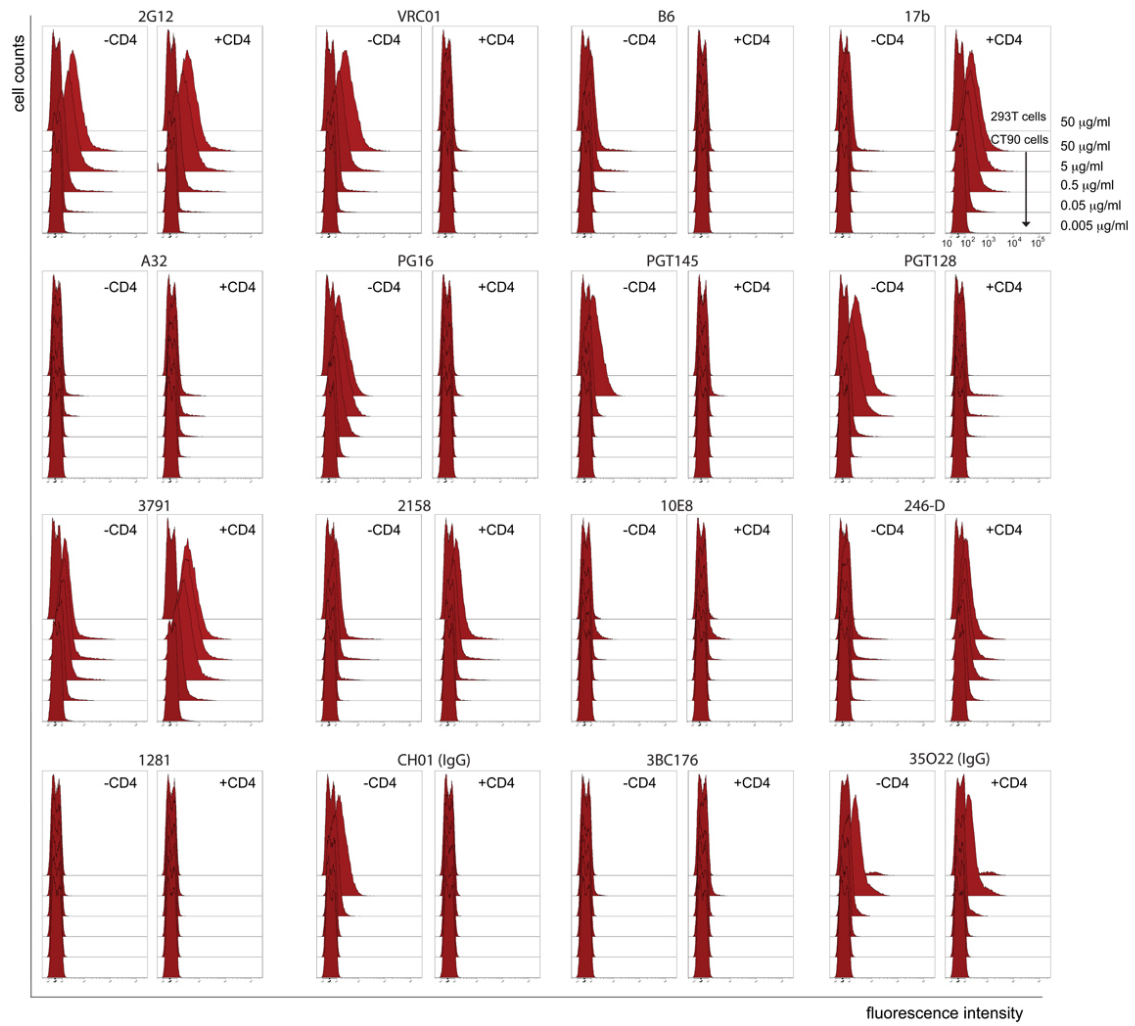 2G12 VRC01 B6 17b
-CD4 +CD4 -CD4 +CD4 -CD4 +CD4 -CD4 +CD4
cell counts
293T cells 50 μg/ml
CT90 cells 50 μg/ml
5 μg/ml
0.5 μg/ml
0.05 μg/ml
0.005 μg/ml
10 10² 10³ 10⁴ 10⁵
A32 PG16 PGT145 PGT128
-CD4 +CD4 -CD4 +CD4 -CD4 +CD4 -CD4 +CD4
3791 2158 10E8 246-D
-CD4 +CD4 -CD4 +CD4 -CD4 +CD4 -CD4 +CD4
1281 CH01 (IgG) 3BC176 35O22 (IgG)
-CD4 +CD4 -CD4 +CD4 -CD4 +CD4 -CD4 +CD4
fluorescence intensity